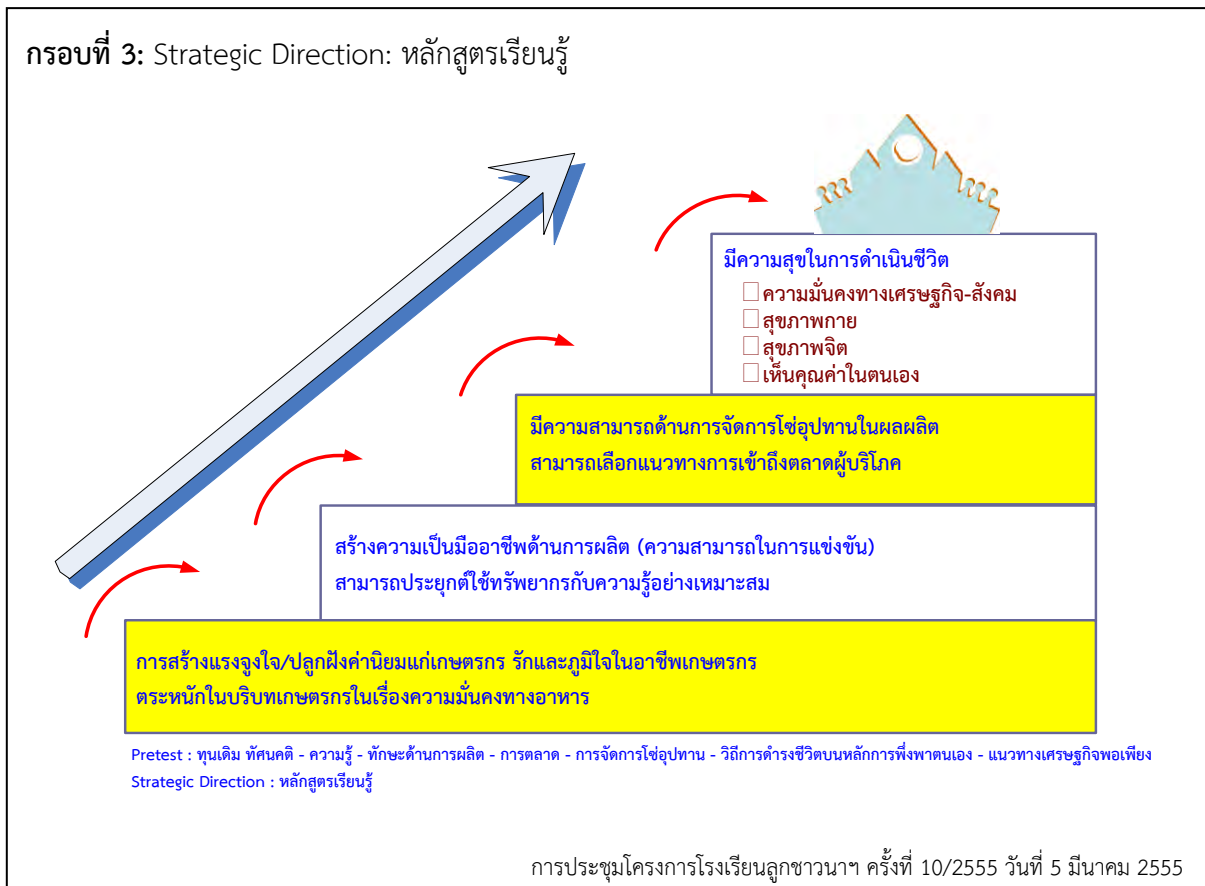 กรอบที่ 3: Strategic Direction: หลักสูตรเรียนรู้
มีความสุขในการดำเนินชีวิต
ความมั่นคงทางเศรษฐกิจ-สังคม
สุขภาพกาย
สุขภาพจิต
เห็นคุณค่าในตนเอง
มีความสามารถด้านการจัดการโซ่อุปทานในผลผลิต
สามารถเลือกแนวทางการเข้าถึงตลาดผู้บริโภค
สร้างความเป็นมืออาชีพด้านการผลิต (ความสามารถในการแข่งขัน)
สามารถประยุกต์ใช้ทรัพยากรกับความรู้อย่างเหมาะสม
การสร้างแรงจูงใจ/ปลูกฝังค่านิยมแก่เกษตรกร รักและภูมิใจในอาชีพเกษตรกร
ตระหนักในบริบทเกษตรกรในเรื่องความมั่นคงทางอาหาร
Pretest : ทุนเดิม ทัศนคติ - ความรู้ - ทักษะด้านการผลิต - การตลาด - การจัดการโซ่อุปทาน - วิถีการดำรงชีวิตบนหลักการพึ่งพาตนเอง - แนวทางเศรษฐกิจพอเพียง
Strategic Direction : หลักสูตรเรียนรู้
การประชุมโครงการโรงเรียนลูกชาวนาฯ ครั้งที่ 10/2555 วันที่ 5 มีนาคม 2555